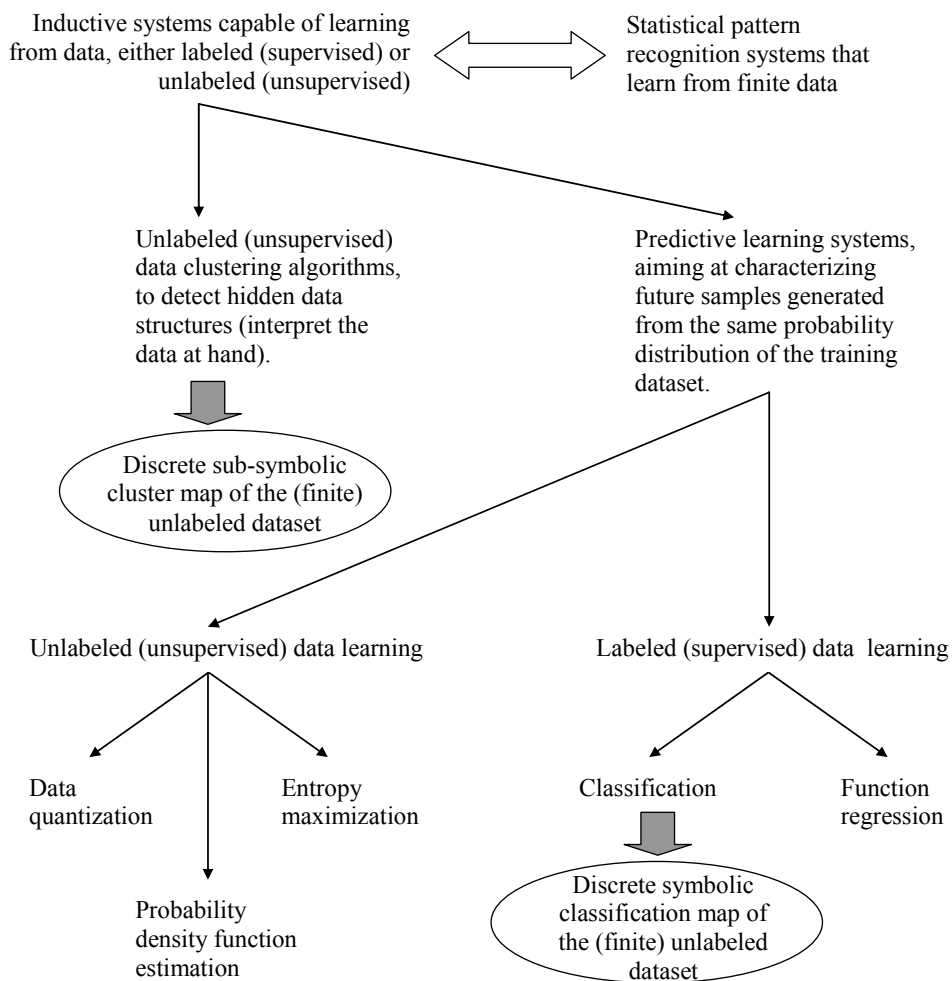 Inductive systems capable of learning
from data, either labeled (supervised) or
unlabeled (unsupervised)
Statistical pattern
recognition systems that
learn from finite data
Unlabeled (unsupervised)
data clustering algorithms,
to detect hidden data
structures (interpret the
data at hand).
Predictive learning systems,
aiming at characterizing
future samples generated
from the same probability
distribution of the training
dataset.
Discrete sub-symbolic
cluster map of the (finite)
unlabeled dataset
Unlabeled (unsupervised) data learning
Labeled (supervised) data learning
Data
quantization
Entropy
maximization
Probability
density function
estimation
Classification
Function
regression
Discrete symbolic
classification map of
the (finite) unlabeled
dataset